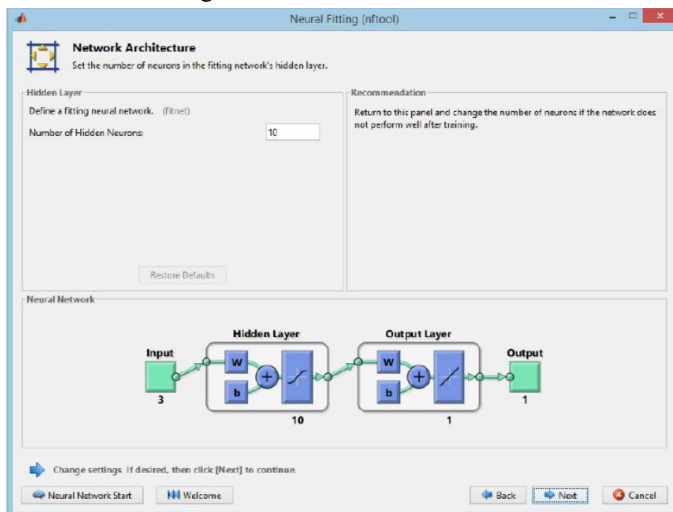 Neural Fitting (nftool)
Network Architecture
Set the number of neurons in the fitting network's hidden layer.
Hidden Layer
Define a fitting neural network. (fitnet)
Number of Hidden Neurons: 10
Restore Defaults
Recommendation
Return to this panel and change the number of neurons if the network does
not perform well after training.
Neural Network
Hidden Layer Output Layer
Input Output
W W
b b
3 1
10 1
Change settings if desired, then click [Next] to continue.
Neural Network Start Welcome Back Next Cancel